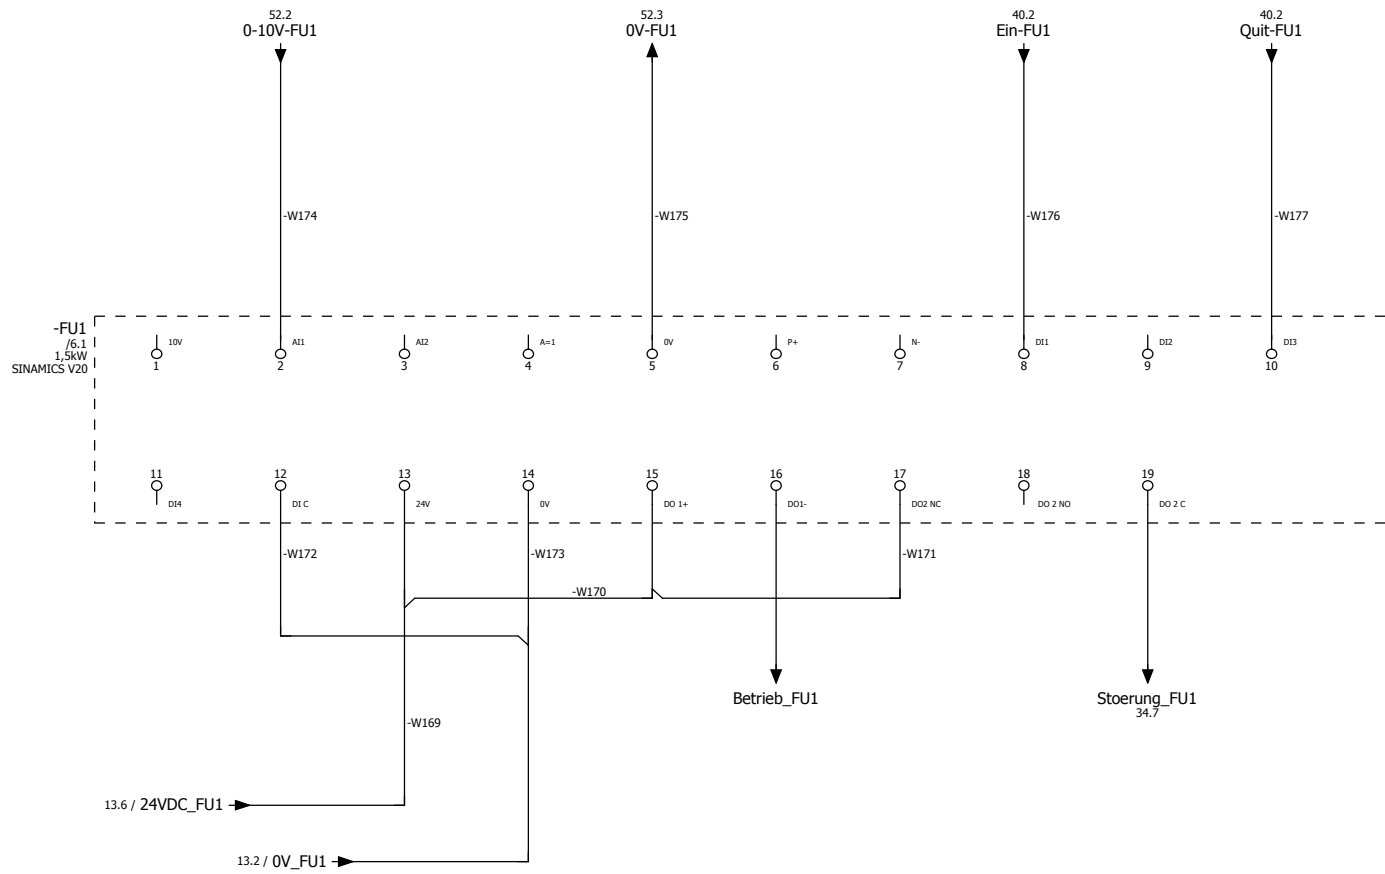 52.2
0-10V-FU1
52.3
0V-FU1
40.2
Ein-FU1
40.2
Quit-FU1
-W174
-W175
-W176
-W177
-FU1
/6.1
1,5kW
SINAMICS V20
10V
1
AI1
2
AI2
3
A=1
4
0V
5
P+
6
N-
7
DI1
8
DI2
9
DI3
10
11
DI4
12
DI C
13
24V
14
0V
15
DO 1+
16
DO1-
17
DO2 NC
18
DO 2 NO
19
DO 2 C
-W172
-W173
-W171
-W170
Betrieb_FU1
Stoerung_FU1
34.7
-W169
13.6 / 24VDC_FU1
13.2 / 0V_FU1